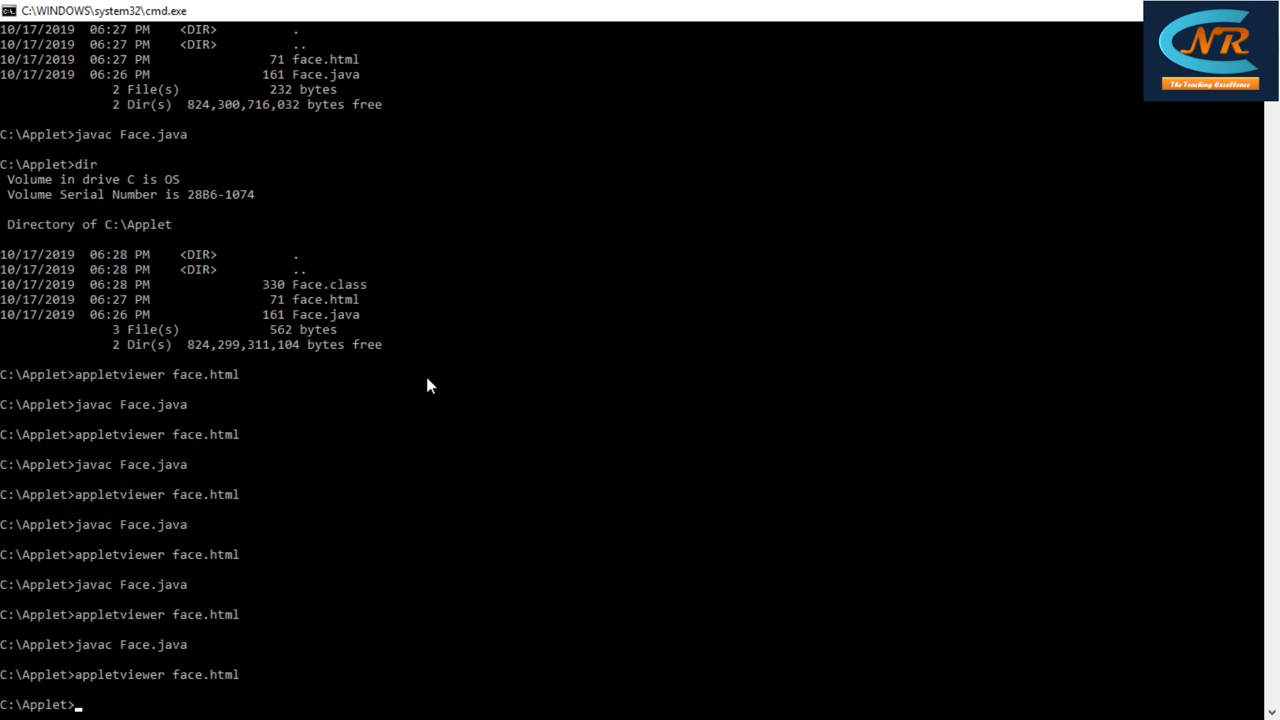 C:\WINDOWS\system32\cmd.exe
10/17/2019  06:27 PM    <DIR>          .
10/17/2019  06:27 PM    <DIR>          ..
10/17/2019  06:27 PM                71 face.html
10/17/2019  06:26 PM               161 Face.java
               2 File(s)            232 bytes
               2 Dir(s)  824,300,716,032 bytes free
C:\Applet>javac Face.java
C:\Applet>dir
 Volume in drive C is OS
 Volume Serial Number is 28B6-1074
 Directory of C:\Applet
10/17/2019  06:28 PM    <DIR>          .
10/17/2019  06:28 PM    <DIR>          ..
10/17/2019  06:28 PM               330 Face.class
10/17/2019  06:27 PM                71 face.html
10/17/2019  06:26 PM               161 Face.java
               3 File(s)            562 bytes
               2 Dir(s)  824,299,311,104 bytes free
C:\Applet>appletviewer face.html
C:\Applet>javac Face.java
C:\Applet>appletviewer face.html
C:\Applet>javac Face.java
C:\Applet>appletviewer face.html
C:\Applet>javac Face.java
C:\Applet>appletviewer face.html
C:\Applet>javac Face.java
C:\Applet>appletviewer face.html
C:\Applet>javac Face.java
C:\Applet>appletviewer face.html
C:\Applet>
CNR
The Teaching Excellence